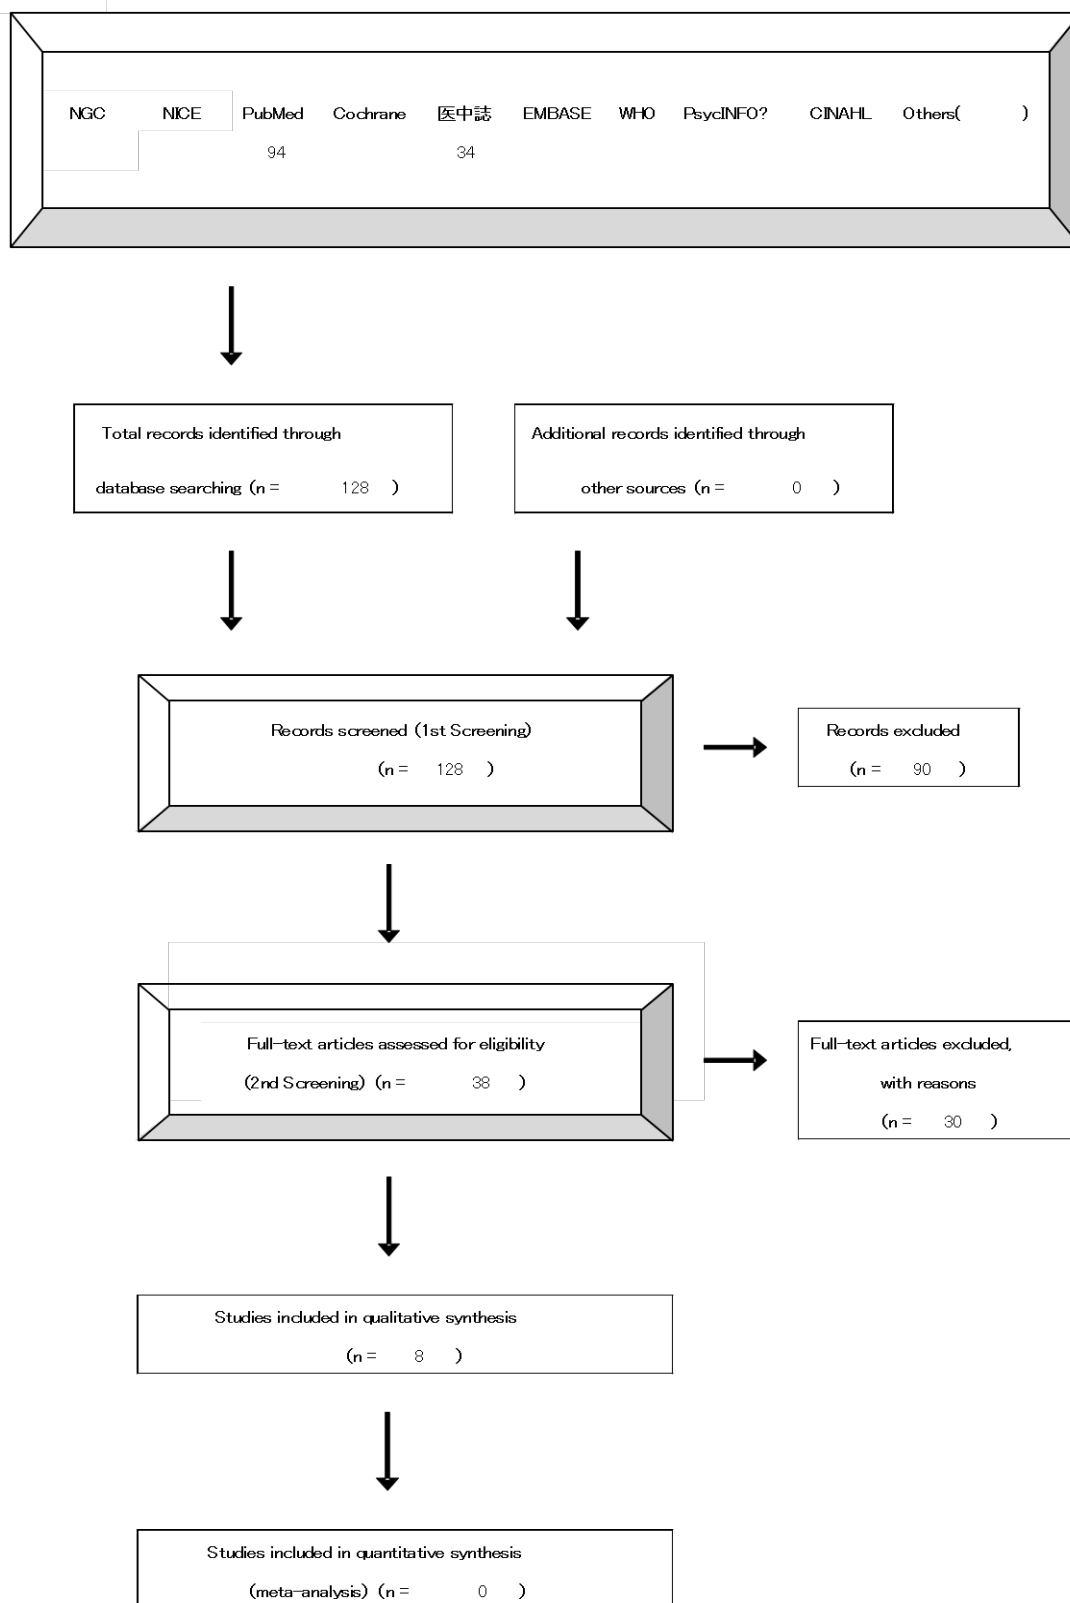 NGC NICE PubMed Cochrane 医中誌 EMBASE WHO PsycINFO? CINAHL Others( )
94 34
Total records identified through
database searching (n = 128 )
Additional records identified through
other sources (n = 0 )
Records screened (1st Screening)
(n = 128 )
Records excluded
(n = 90 )
Full-text articles assessed for eligibility
(2nd Screening) (n = 38 )
Full-text articles excluded,
with reasons
(n = 30 )
Studies included in qualitative synthesis
(n = 8 )
Studies included in quantitative synthesis
(meta-analysis) (n = 0 )